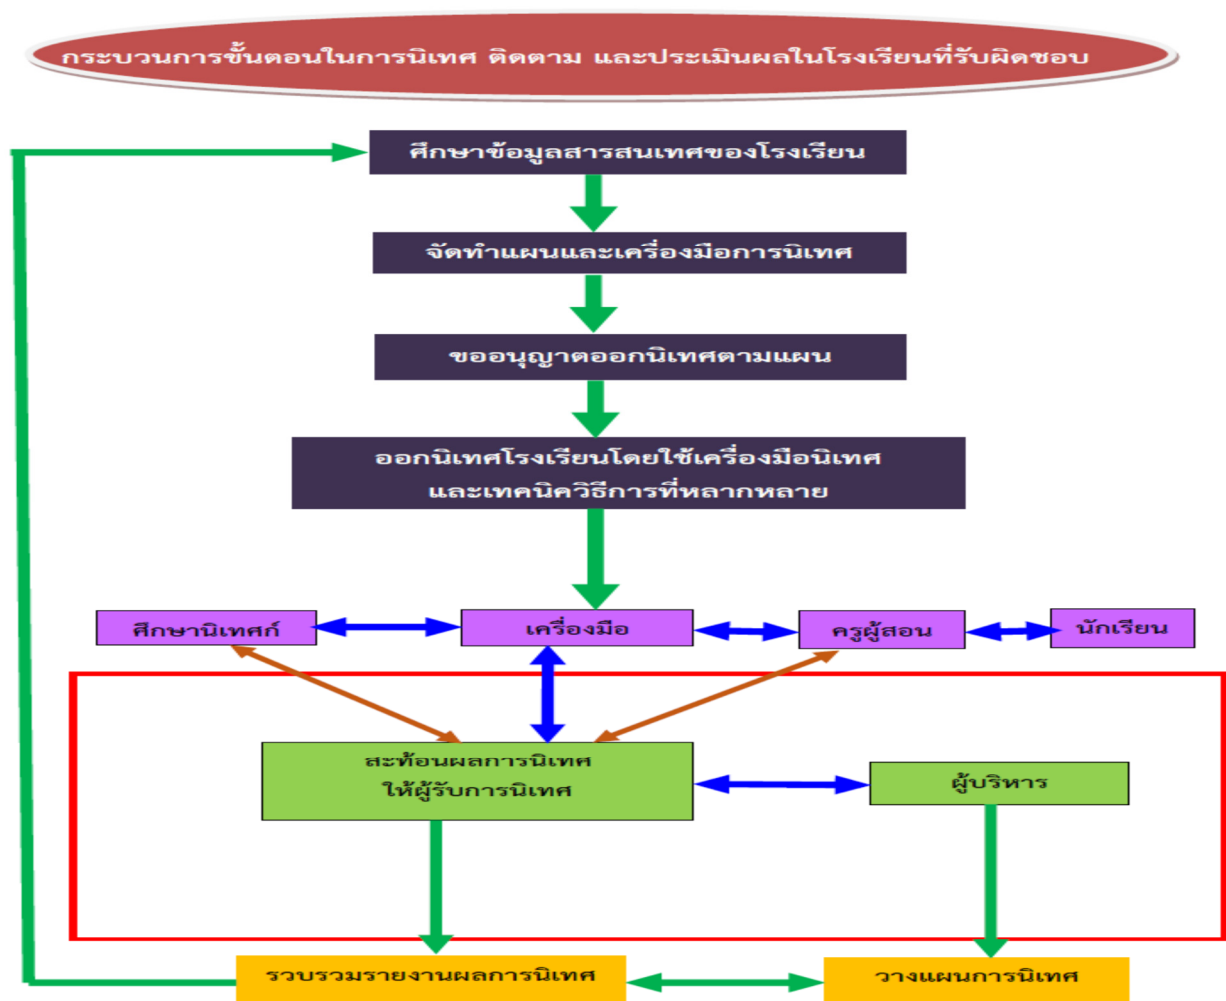 กระบวนการขั้นตอนในการนิเทศ ติดตาม และประเมินผลในโรงเรียนที่รับผิดชอบ
ศึกษาข้อมูลสารสนเทศของโรงเรียน
จัดทำแผนและเครื่องมือการนิเทศ
ขออนุญาตออกนิเทศตามแผน
ออกนิเทศโรงเรียนโดยใช้เครื่องมือนิเทศ
และเทคนิควิธีการที่หลากหลาย
ศึกษานิเทศก์
เครื่องมือ
ครูผู้สอน
นักเรียน
สะท้อนผลการนิเทศ
ให้ผู้รับการนิเทศ
ผู้บริหาร
รวบรวมรายงานผลการนิเทศ
วางแผนการนิเทศ